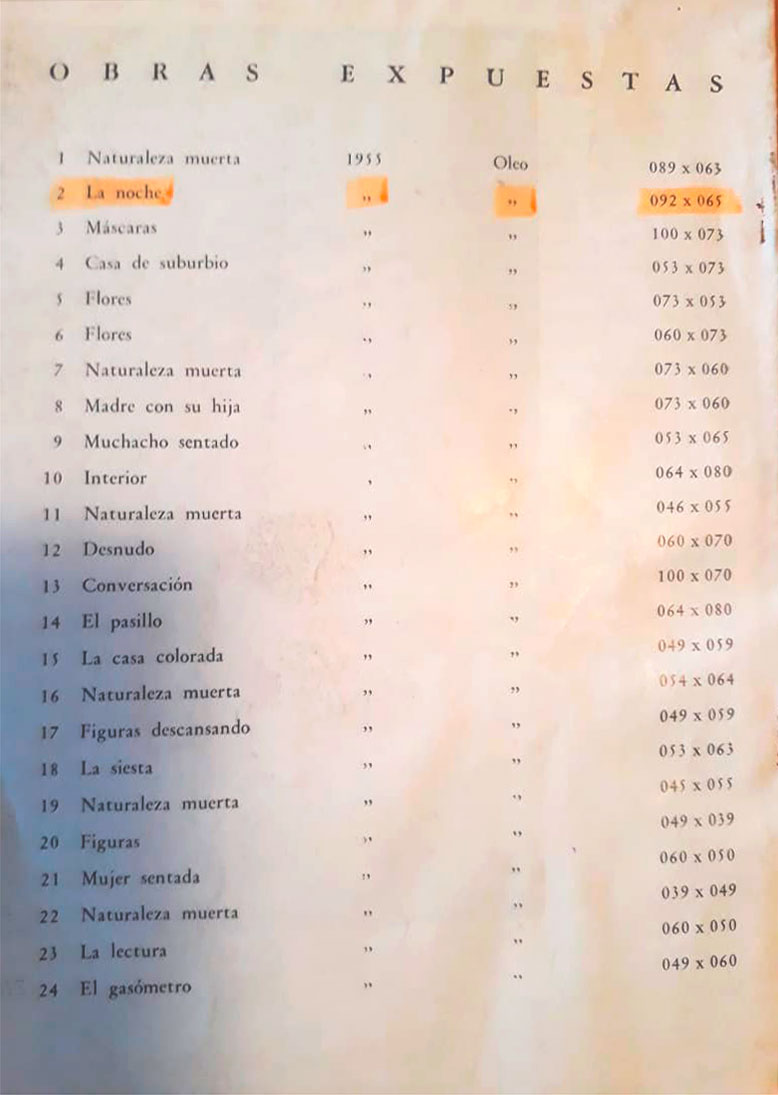 OBRAS EXPUESTAS
1 Naturaleza muerta 1955 Oleo 089 x 063
2 La noche ,, ,, 092 x 065
3 Máscaras ,, ,, 100 x 073
4 Casa de suburbio ,, ,, 053 x 073
5 Flores ,, ,, 073 x 053
6 Flores ,, ,, 060 x 073
7 Naturaleza muerta ,, ,, 073 x 060
8 Madre con su hija ,, ,, 073 x 060
9 Muchacho sentado ,, ,, 053 x 065
10 Interior ,, ,, 064 x 080
11 Naturaleza muerta ,, ,, 046 x 055
12 Desnudo ,, ,, 060 x 070
13 Conversación ,, ,, 100 x 070
14 El pasillo ,, ,, 064 x 080
15 La casa colorada ,, ,, 049 x 059
16 Naturaleza muerta ,, ,, 054 x 064
17 Figuras descansando ,, ,, 049 x 059
18 La siesta ,, ,, 053 x 063
19 Naturaleza muerta ,, ,, 045 x 055
20 Figuras ,, ,, 049 x 039
21 Mujer sentada ,, ,, 060 x 050
22 Naturaleza muerta ,, ,, 039 x 049
23 La lectura ,, ,, 060 x 050
24 El gasómetro ,, ,, 049 x 060